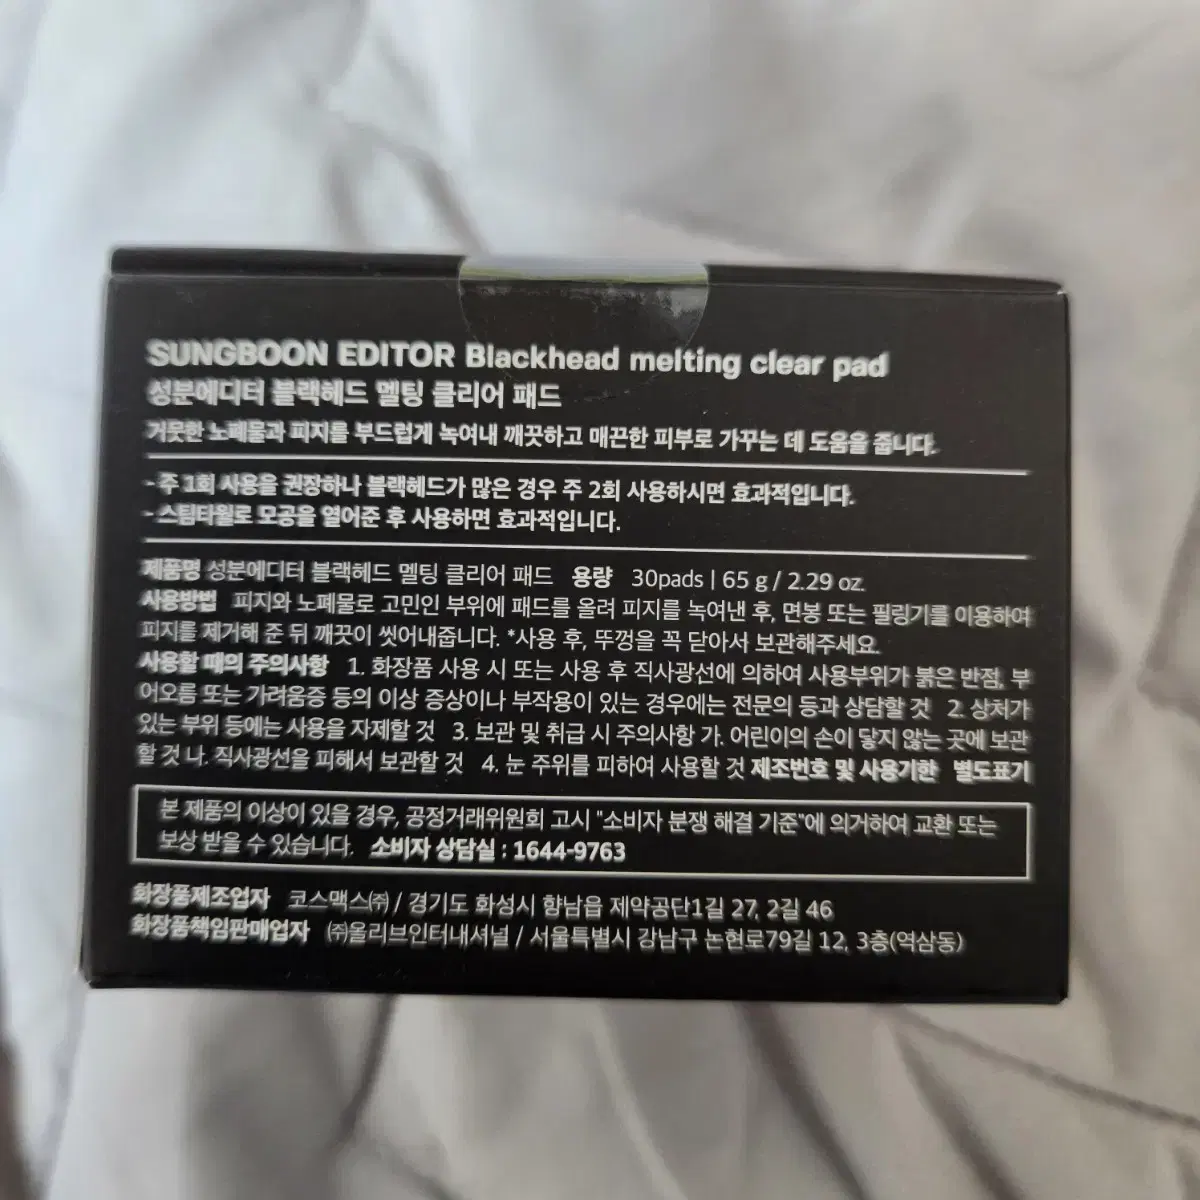 SUNGBOON EDITOR Blackhead melting clear pad
성분에디터 블랙헤드 멜팅 클리어 패드
거뭇한 노폐물과 피지를 부드럽게 녹여내 깨끗하고 매끈한 피부로 가꾸는 데 도움을 줍니다.
- 주 1회 사용을 권장하나 블랙헤드가 많은 경우 주 2회 사용하시면 효과적입니다.
- 스팀타월로 모공을 열어준 후 사용하면 효과적입니다.
제품명 성분에디터 블랙헤드 멜팅 클리어 패드 용량 30pads | 65 g / 2.29 oz.
사용방법 피지와 노폐물로 고민인 부위에 패드를 올려 피지를 녹여낸 후, 면봉 또는 필링기를 이용하여
피지를 제거해 준 뒤 깨끗이 씻어내줍니다. *사용 후, 뚜껑을 꼭 닫아서 보관해주세요.
사용할 때의 주의사항 1. 화장품 사용 시 또는 사용 후 직사광선에 의하여 사용부위가 붉은 반점, 부
어오름 또는 가려움증 등의 이상 증상이나 부작용이 있는 경우에는 전문의 등과 상담할 것 2. 상처가
있는 부위 등에는 사용을 자제할 것 3. 보관 및 취급 시 주의사항 가. 어린이의 손이 닿지 않는 곳에 보관
할 것 나. 직사광선을 피해서 보관할 것 4. 눈 주위를 피하여 사용할 것 제조번호 및 사용기한 별도표기
본 제품의 이상이 있을 경우, 공정거래위원회 고시 "소비자 분쟁 해결 기준"에 의거하여 교환 또는
보상 받을 수 있습니다. 소비자 상담실 : 1644-9763
화장품제조업자 코스맥스㈜ / 경기도 화성시 향남읍 제약공단1길 27, 2길 46
화장품책임판매업자 ㈜올리브인터내셔널 / 서울특별시 강남구 논현로79길 12, 3층(역삼동)